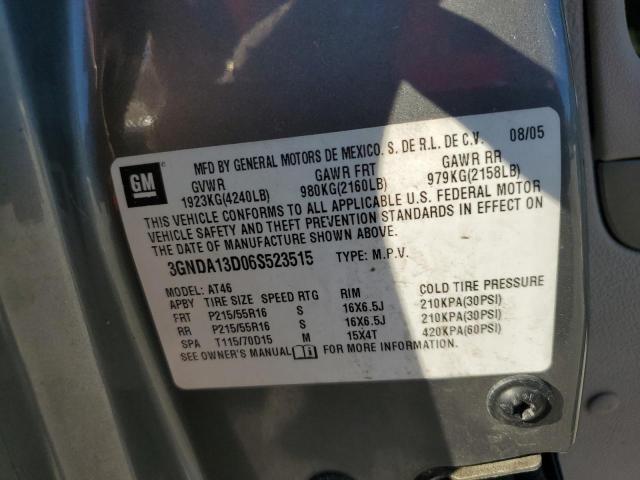 GM
MFD BY GENERAL MOTORS DE MEXICO. S. DE R.L. DE C.V. 08/05
GVWR GAWR FRT GAWR RR
1923KG(4240LB) 980KG(2160LB) 979KG(2158LB)
THIS VEHICLE CONFORMS TO ALL APPLICABLE U.S. FEDERAL MOTOR
VEHICLE SAFETY AND THEFT PREVENTION STANDARDS IN EFFECT ON
THE DATE OF MANUFACTURE SHOWN ABOVE.
3GNDA13D06S523515 TYPE: M.P.V.
MODEL: AT46
APBY TIRE SIZE SPEED RTG RIM COLD TIRE PRESSURE
FRT P215/55R16 S 16X6.5J 210KPA(30PSI)
RR P215/55R16 S 16X6.5J 210KPA(30PSI)
SPA T115/70D15 M 15X4T 420KPA(60PSI)
SEE OWNER'S MANUAL FOR MORE INFORMATION.